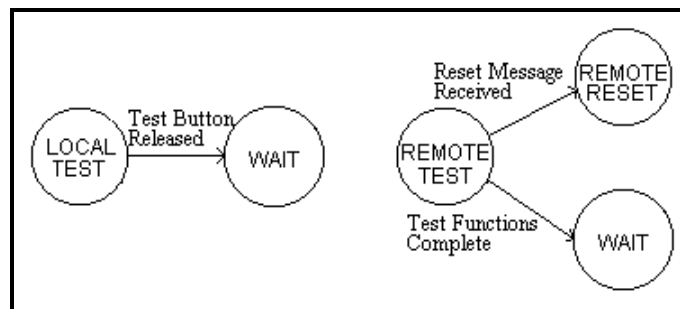 LOCAL
TEST
Test Button
Released
WAIT
REMOTE
TEST
Reset Message
Received
REMOTE
RESET
Test Functions
Complete
WAIT